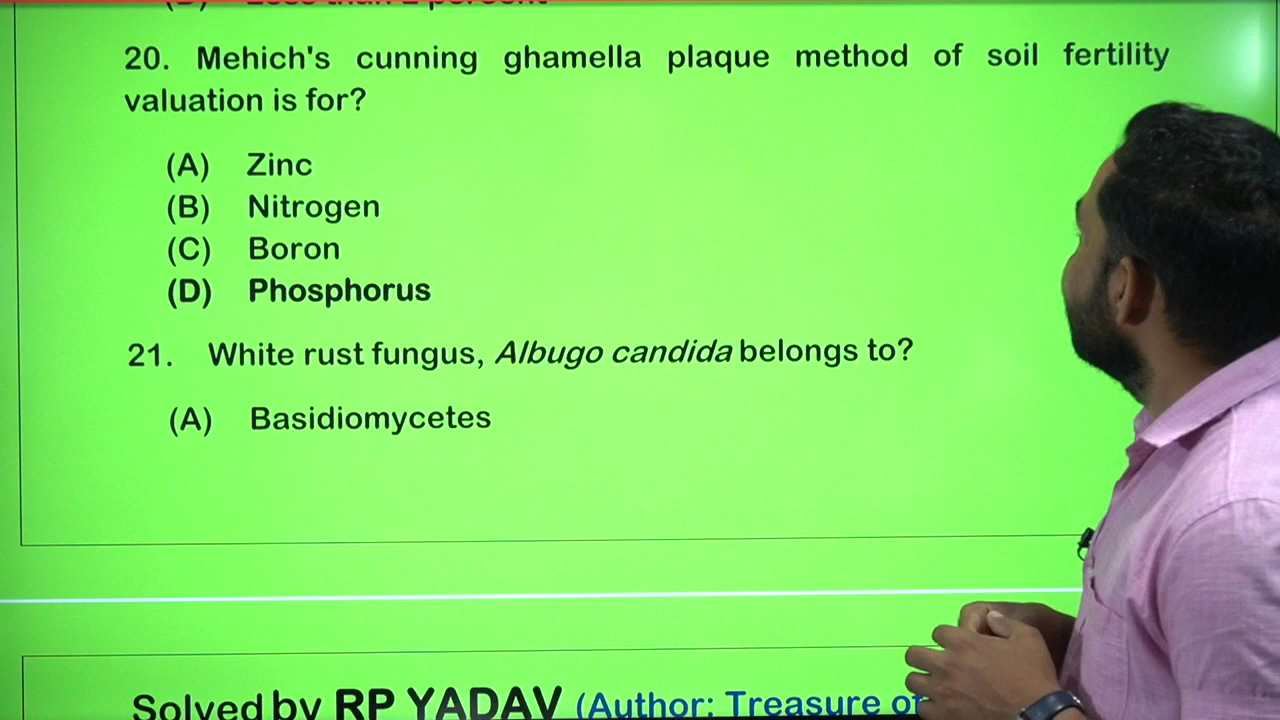 20. Mehich's cunning ghamella plaque method of soil fertility
valuation is for?
(A) Zinc
(B) Nitrogen
(C) Boron
(D) Phosphorus
21. White rust fungus, Albugo candida belongs to?
(A) Basidiomycetes
Solved by RP YADAV (Author: Treasure of